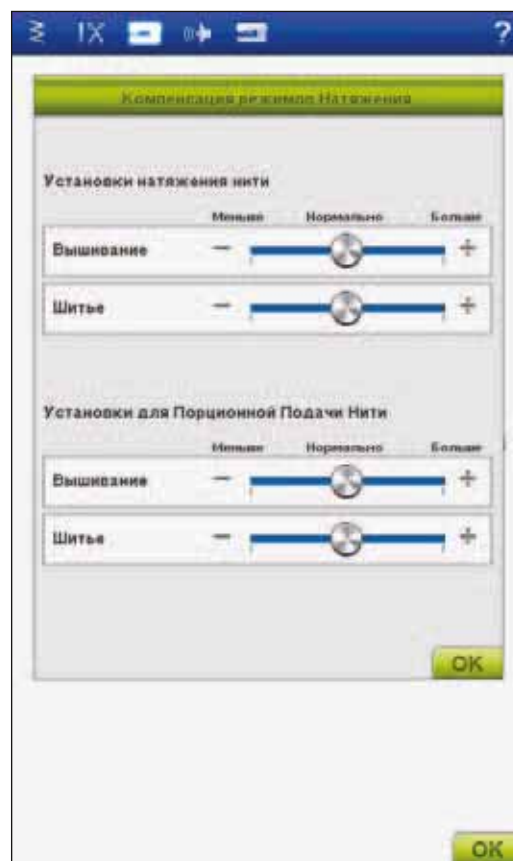 ?
Компенсация режимов Натяжения
Установки натяжения нити
Меньше Нормально Больше
Вышивание − +
Шитье − +
Установки для Порционной Подачи Нити
Меньше Нормально Больше
Вышивание − +
Шитье − +
OK
OK